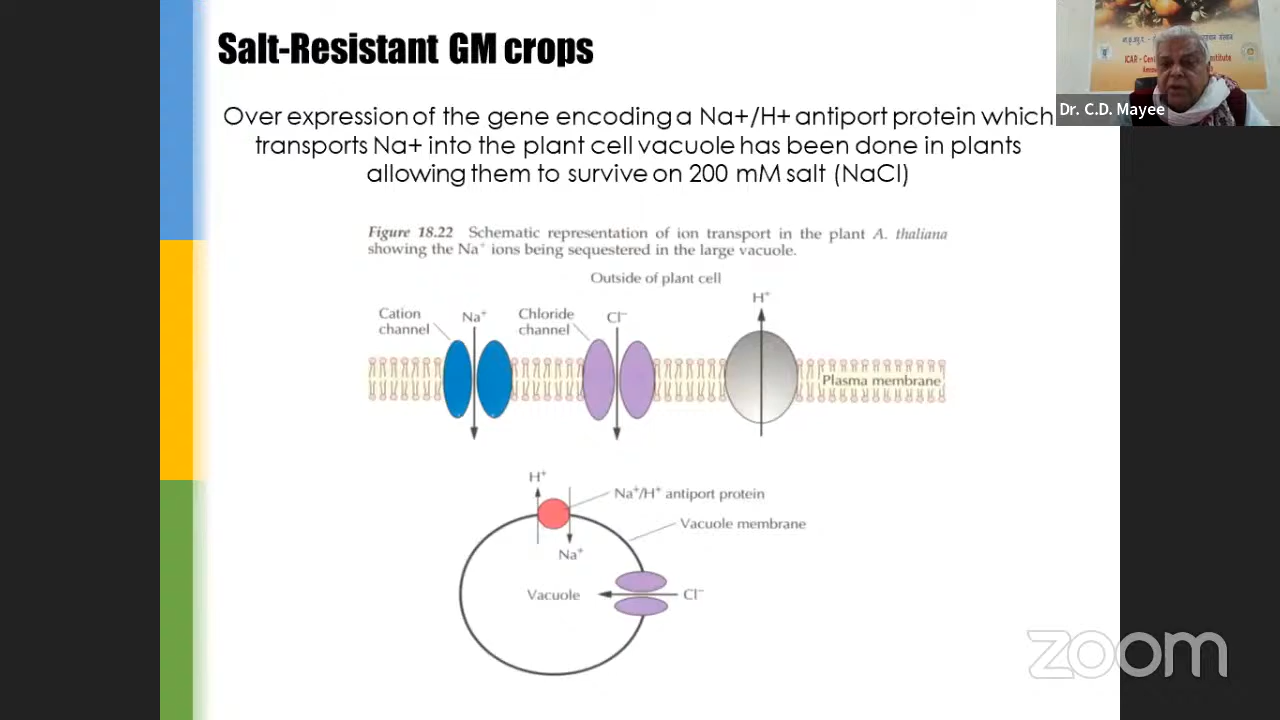 Salt-Resistant GM crops
Over expression of the gene encoding a Na+/H+ antiport protein which
transports Na+ into the plant cell vacuole has been done in plants
allowing them to survive on 200 mM salt (NaCl)
Figure 18.22 Schematic representation of ion transport in the plant A. thaliana
showing the Na⁺ ions being sequestered in the large vacuole.
Outside of plant cell
H⁺
Cation
channel
Na⁺
Chloride
channel
Cl⁻
Plasma membrane
H⁺
Na⁺/H⁺ antiport protein
Vacuole membrane
Na⁺
Vacuole
Cl⁻
ICAR - Cen
Dr. C.D. Mayee
zoom